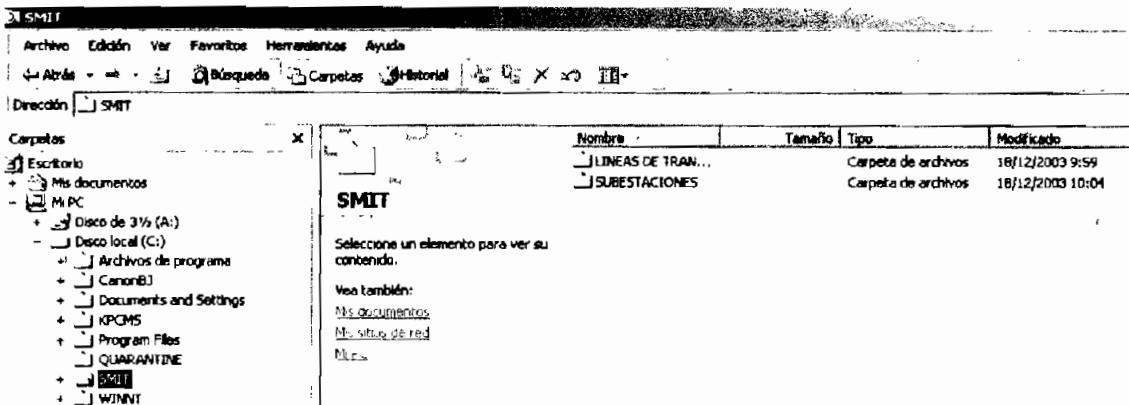 SMIT
Archivo Edición Ver Favoritos Herramientas Ayuda
Atrás Búsqueda Carpetas Historial
Dirección SMIT
Carpetas
Escritorio
Mis documentos
Mi PC
Disco de 3½ (A:)
Disco local (C:)
Archivos de programa
CanonBJ
Documents and Settings
KPCMS
Program Files
QUARANTINE
SMIT
WINNT
SMIT
Seleccione un elemento para ver su
contenido.
Vea también:
Mis documentos
Mis sitios de red
Mi PC
Nombre Tamaño Tipo Modificado
LINEAS DE TRAN... Carpeta de archivos 18/12/2003 9:59
SUBESTACIONES Carpeta de archivos 18/12/2003 10:04